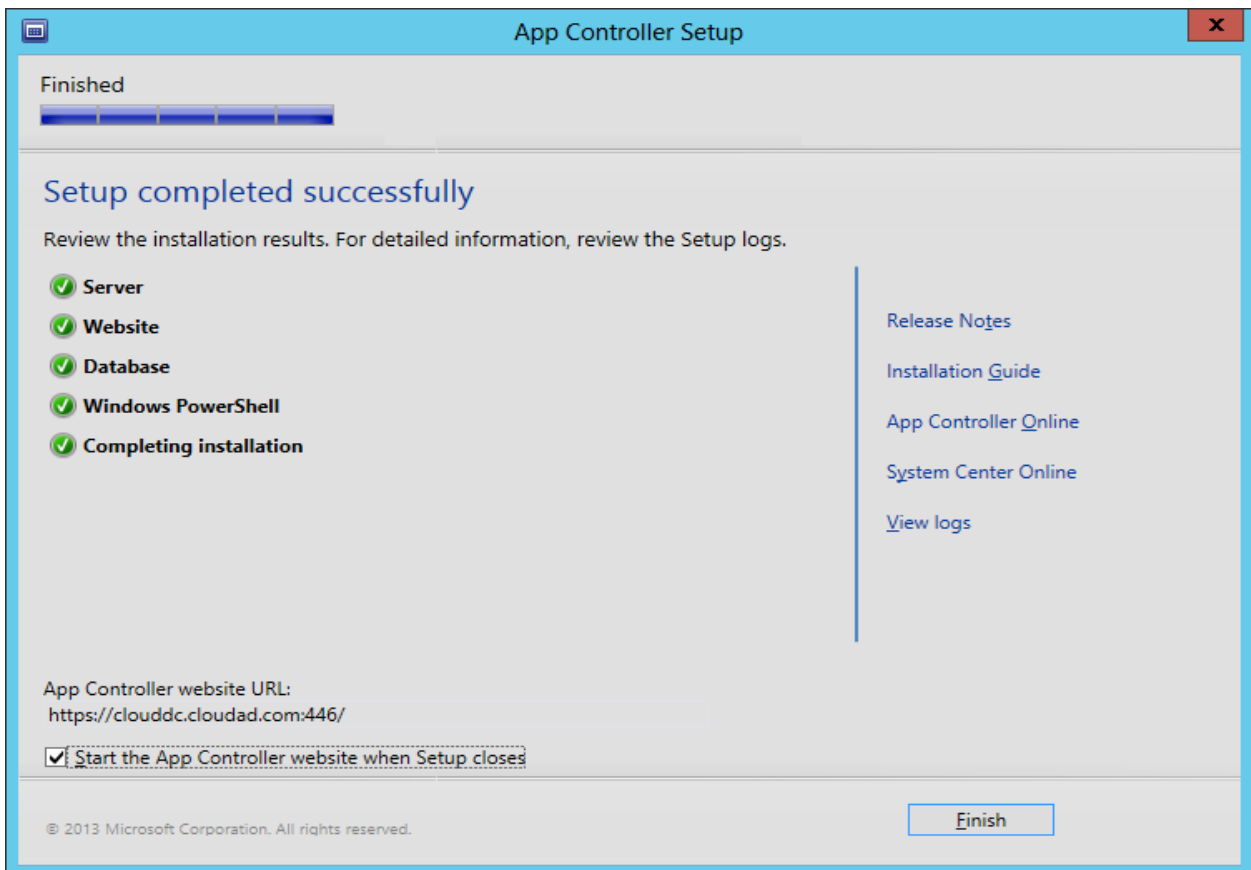 App Controller Setup
X
Finished
Setup completed successfully
Review the installation results. For detailed information, review the Setup logs.
Server
Website
Database
Windows PowerShell
Completing installation
Release Notes
Installation Guide
App Controller Online
System Center Online
View logs
App Controller website URL:
https://clouddc.cloudad.com:446/
Start the App Controller website when Setup closes
© 2013 Microsoft Corporation. All rights reserved.
Finish